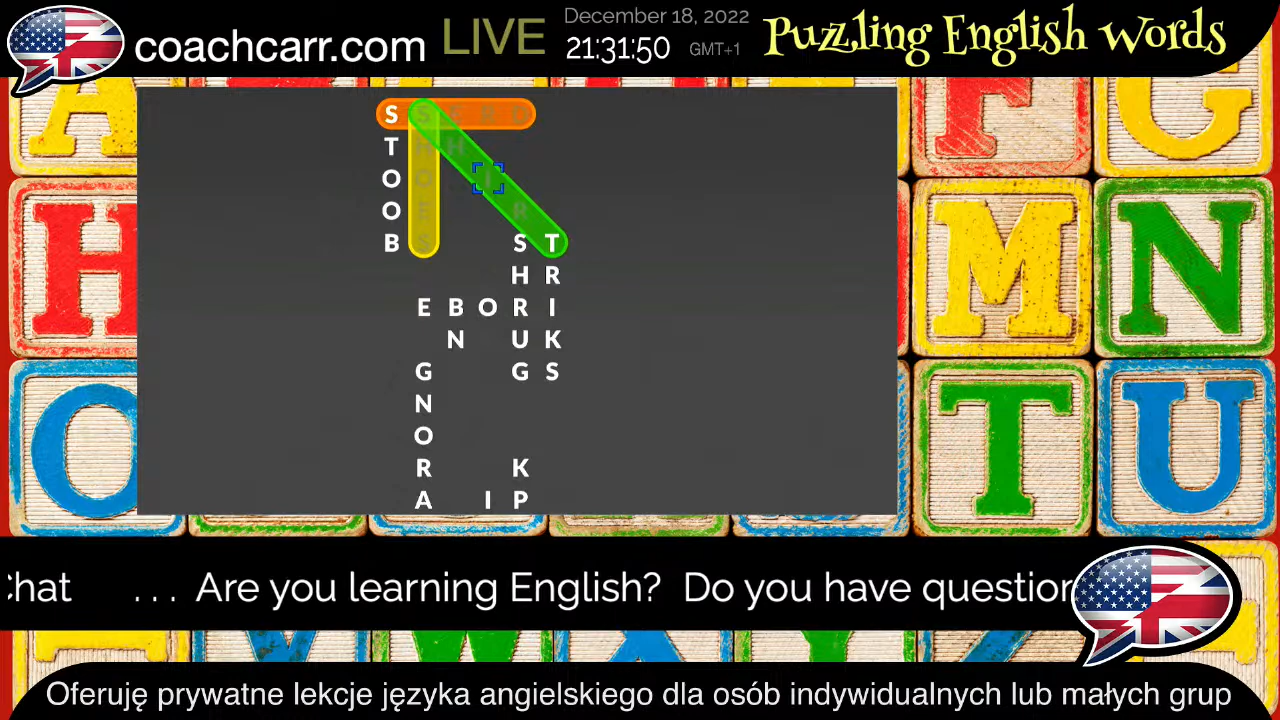 coachcarr.com LIVE December 18, 2022 Puzzling English Words
21:31:50 GMT+1
S S S R D
T H H
O O I
O E R
B S S T
H R
E B O R I
N U K
G G S
N
O
R K
A I P
Chat ... Are you learning English? Do you have question
Oferuję prywatne lekcje języka angielskiego dla osób indywidualnych lub małych grup